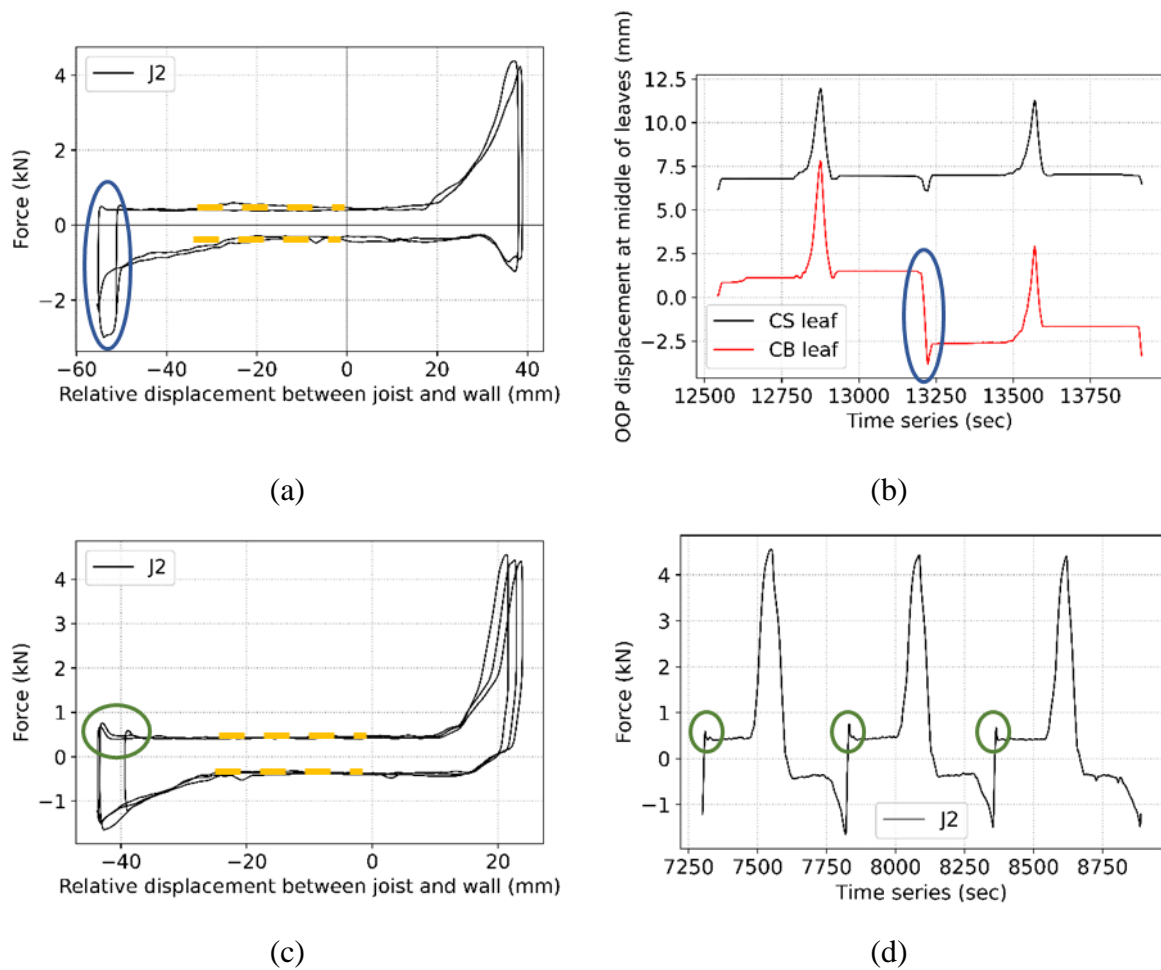 J2
4
2
0
−2
Force (kN)
−60 −40 −20 0 20 40
Relative displacement between joist and wall (mm)
(a)
OOP displacement at middle of leaves (mm)
12.5
10.0
7.5
5.0
2.5
0.0
−2.5
CS leaf
CB leaf
12500 12750 13000 13250 13500 13750
Time series (sec)
(b)
J2
4
3
2
1
0
−1
Force (kN)
−40 −20 0 20
Relative displacement between joist and wall (mm)
(c)
4
3
2
1
0
−1
Force (kN)
J2
7250 7500 7750 8000 8250 8500 8750
Time series (sec)
(d)